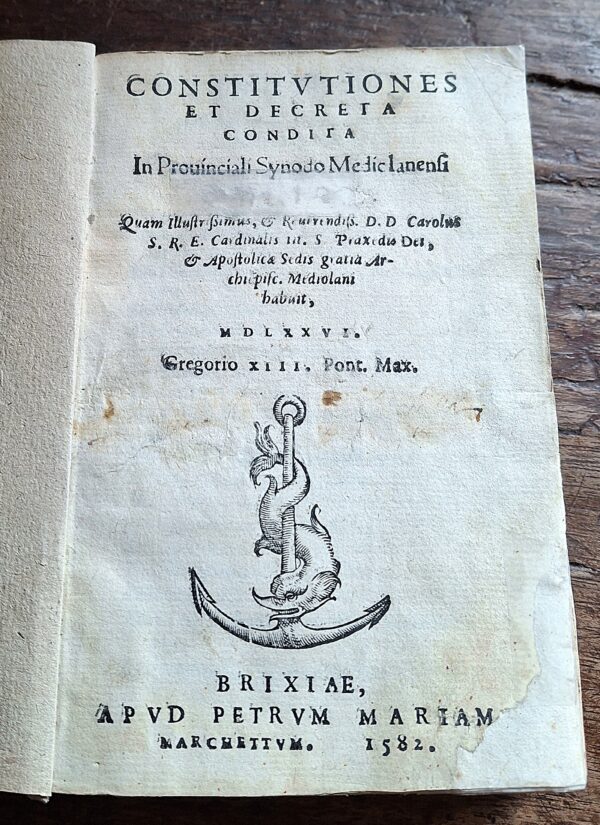 CONSTITVTIONES
ET DECRETA
CONDITA
In Prouinciali Synodo Mediolanensi
Quam Illuſtriſsimus, & Reuerendiſs. D. D Carolus
S. R. E. Cardinalis tit. S. Praxedis Dei,
& Apoſtolicæ Sedis gratia Ar-
chiepiſc. Mediolani
habuit,
MDLXXVI.
Gregorio XIII. Pont. Max.
BRIXIAE,
APVD PETRVM MARIAM
MARCHETTVM. 1582.